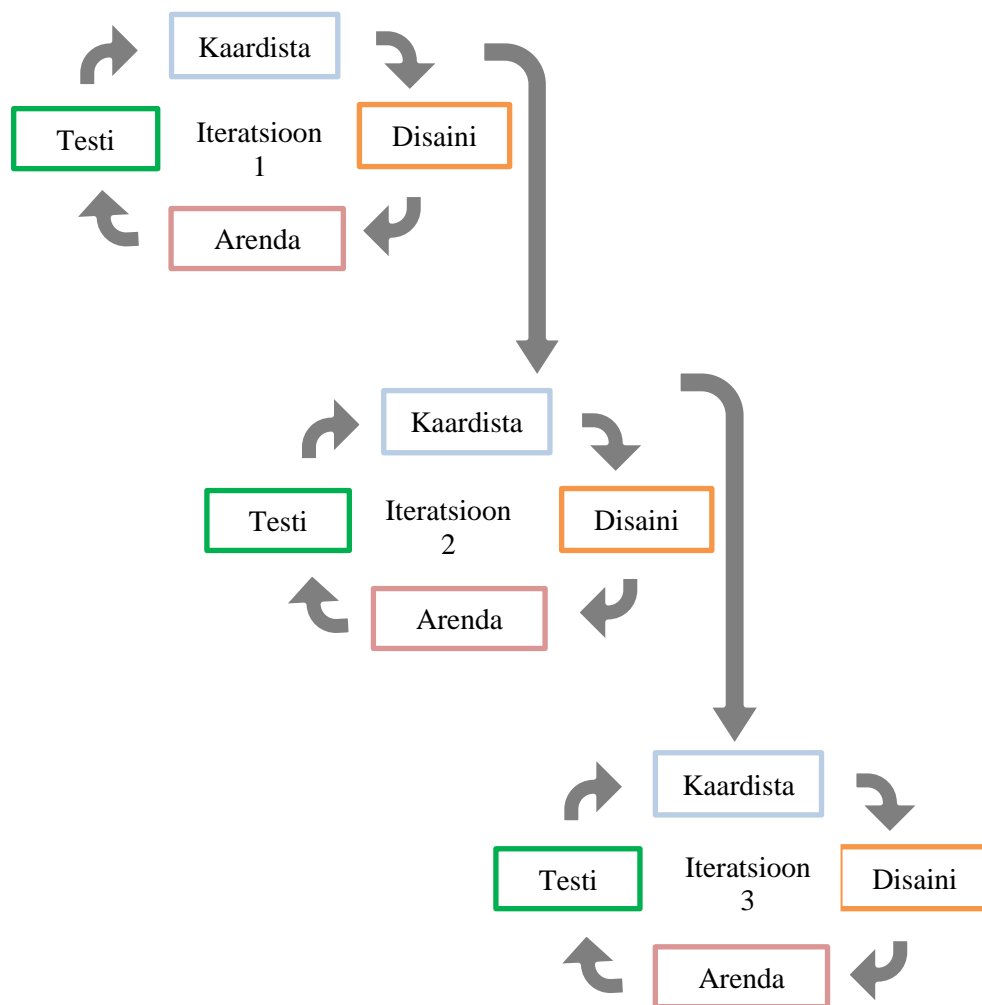 Kaardista
Testi
Iteratsioon
1
Disaini
Arenda
Kaardista
Testi
Iteratsioon
2
Disaini
Arenda
Kaardista
Testi
Iteratsioon
3
Disaini
Arenda